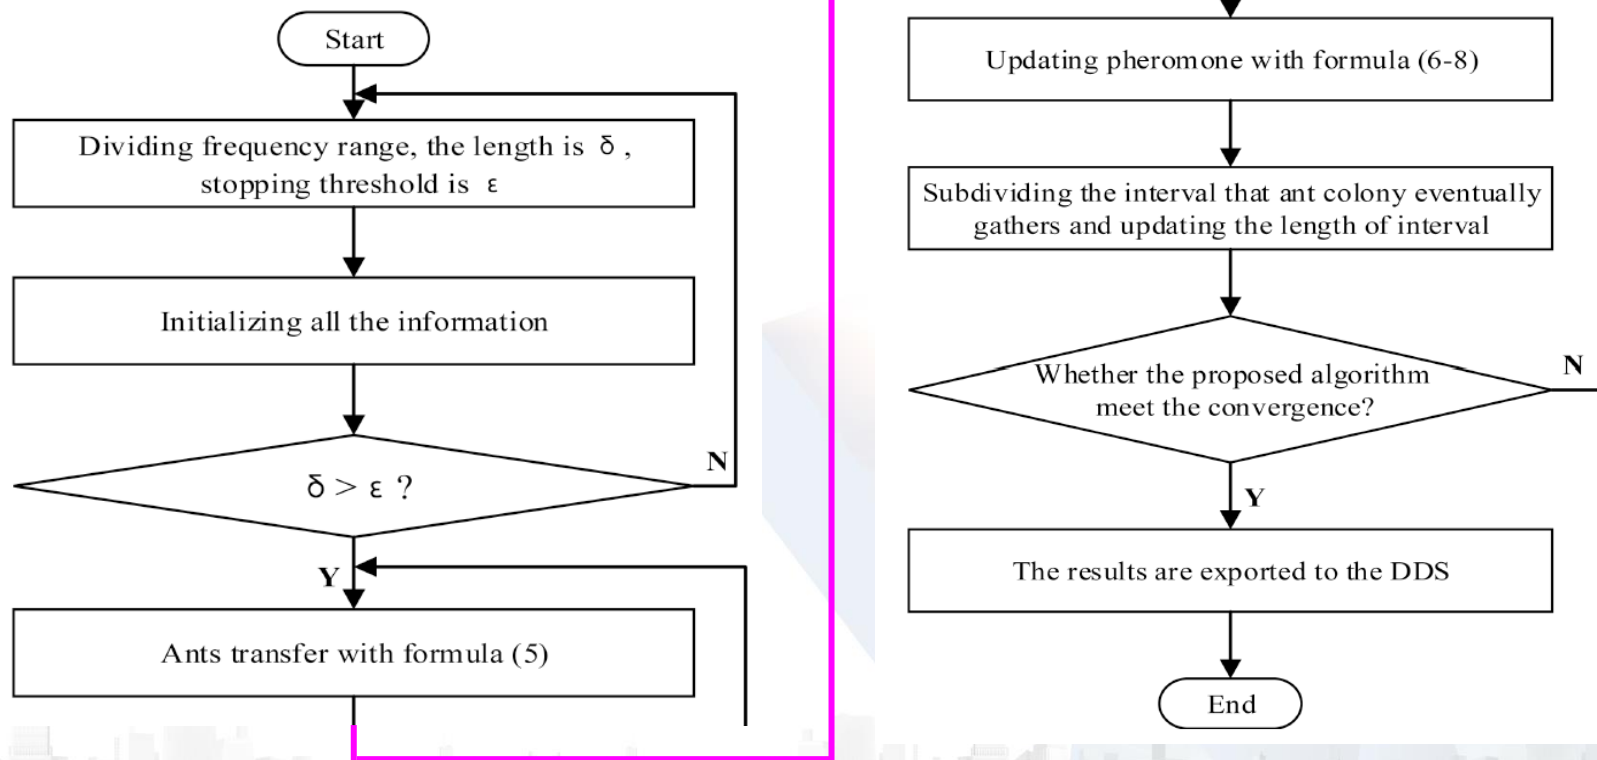 Start
Dividing frequency range, the length is δ ,
stopping threshold is ε
Initializing all the information
δ > ε ?
N
Y
Ants transfer with formula (5)
Updating pheromone with formula (6-8)
Subdividing the interval that ant colony eventually
gathers and updating the length of interval
Whether the proposed algorithm
meet the convergence?
N
Y
The results are exported to the DDS
End